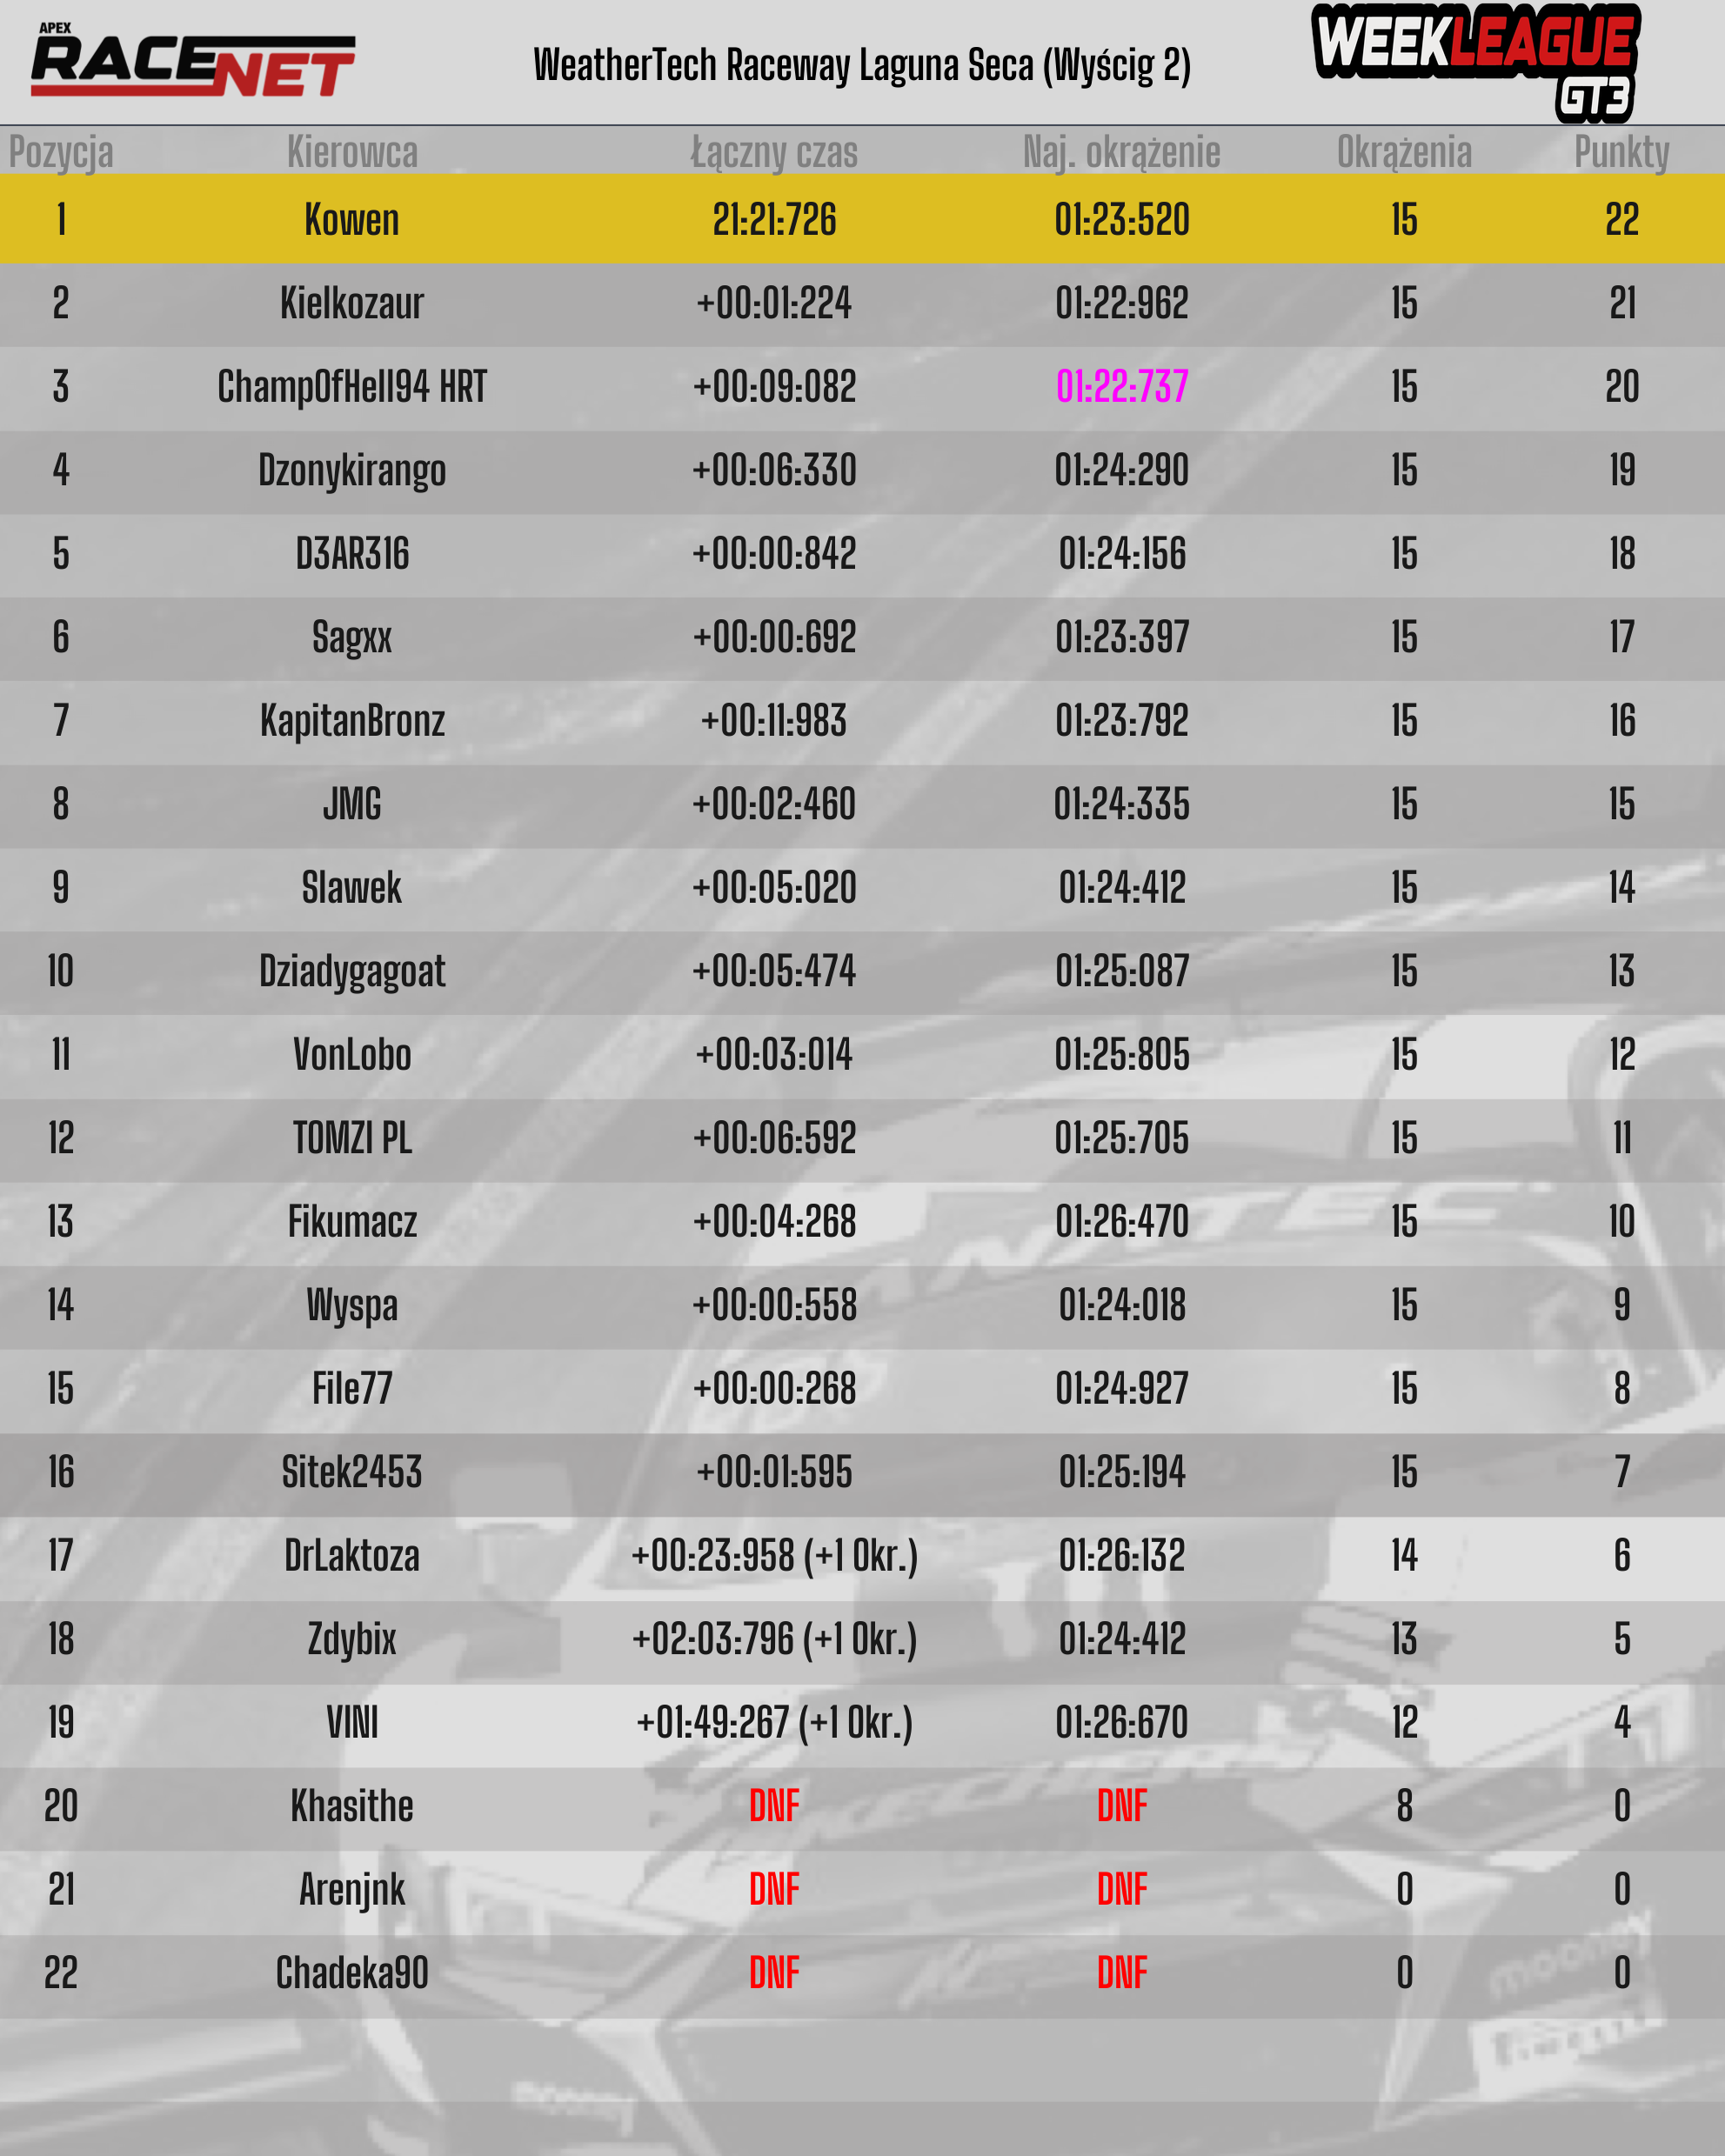 APEX
RACENET
WeatherTech Raceway Laguna Seca (Wyścig 2)
WEEKLEAGUE
GT3
Pozycja Kierowca Łączny czas Naj. okrążenie Okrążenia Punkty
1 Kowen 21:21:726 01:23:520 15 22
2 Kielkozaur +00:01:224 01:22:962 15 21
3 ChampOfHell94 HRT +00:09:082 01:22:737 15 20
4 Dzonykirango +00:06:330 01:24:290 15 19
5 D3AR316 +00:00:842 01:24:156 15 18
6 Sagxx +00:00:692 01:23:397 15 17
7 KapitanBronz +00:11:983 01:23:792 15 16
8 JMG +00:02:460 01:24:335 15 15
9 Slawek +00:05:020 01:24:412 15 14
10 Dziadygagoat +00:05:474 01:25:087 15 13
11 VonLobo +00:03:014 01:25:805 15 12
12 TOMZI PL +00:06:592 01:25:705 15 11
13 Fikumacz +00:04:268 01:26:470 15 10
14 Wyspa +00:00:558 01:24:018 15 9
15 File77 +00:00:268 01:24:927 15 8
16 Sitek2453 +00:01:595 01:25:194 15 7
17 DrLaktoza +00:23:958 (+1 Okr.) 01:26:132 14 6
18 Zdybix +02:03:796 (+1 Okr.) 01:24:412 13 5
19 VINI +01:49:267 (+1 Okr.) 01:26:670 12 4
20 Khasithe DNF DNF 8 0
21 Arenjnk DNF DNF 0 0
22 Chadeka90 DNF DNF 0 0
mooney
mooney